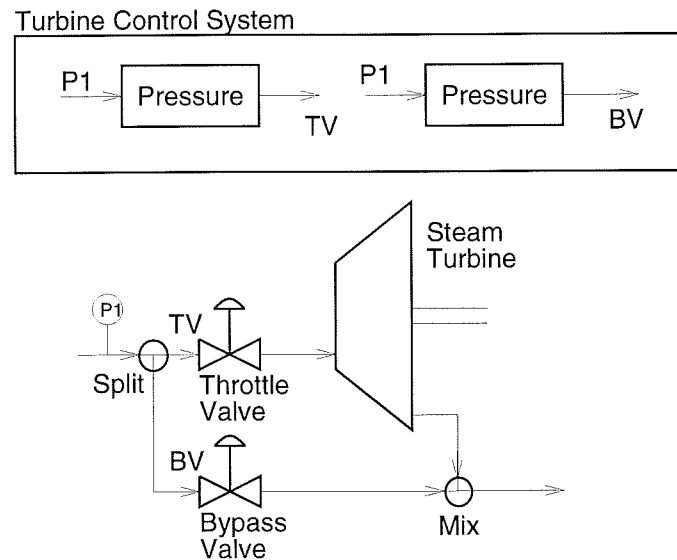 Turbine Control System
P1
Pressure
TV
P1
Pressure
BV
Steam
Turbine
P1
TV
Split
Throttle
Valve
BV
Bypass
Valve
Mix